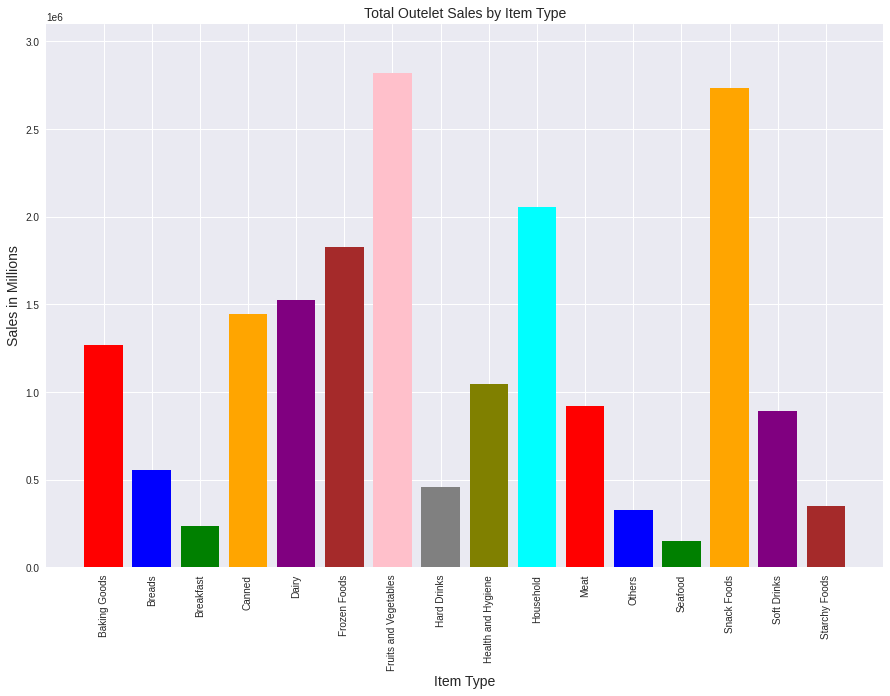 Total Outelet Sales by Item Type
1e6
3.0
2.5
2.0
1.5
1.0
0.5
0.0
Sales in Millions
Baking Goods
Breads
Breakfast
Canned
Dairy
Frozen Foods
Fruits and Vegetables
Hard Drinks
Health and Hygiene
Household
Meat
Others
Seafood
Snack Foods
Soft Drinks
Starchy Foods
Item Type